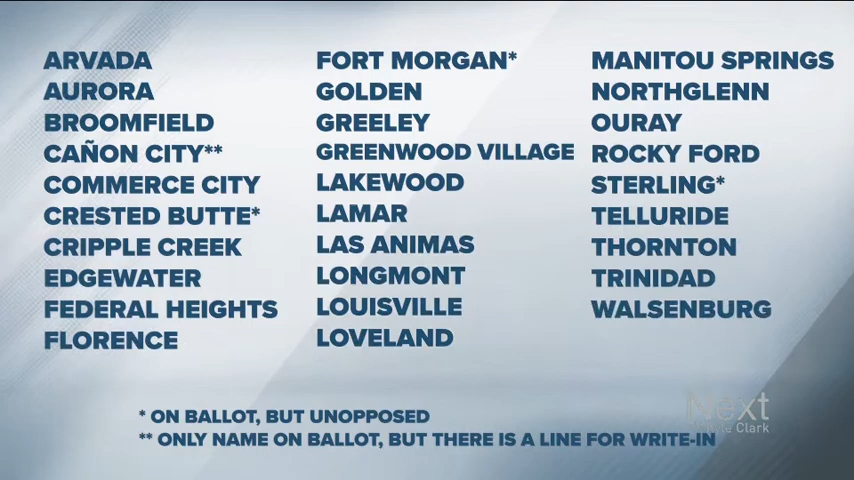 ARVADA
AURORA
BROOMFIELD
CAÑON CITY**
COMMERCE CITY
CRESTED BUTTE*
CRIPPLE CREEK
EDGEWATER
FEDERAL HEIGHTS
FLORENCE
FORT MORGAN*
GOLDEN
GREELEY
GREENWOOD VILLAGE
LAKEWOOD
LAMAR
LAS ANIMAS
LONGMONT
LOUISVILLE
LOVELAND
MANITOU SPRINGS
NORTHGLENN
OURAY
ROCKY FORD
STERLING*
TELLURIDE
THORNTON
TRINIDAD
WALSENBURG
* ON BALLOT, BUT UNOPPOSED
** ONLY NAME ON BALLOT, BUT THERE IS A LINE FOR WRITE-IN
Next
Clark